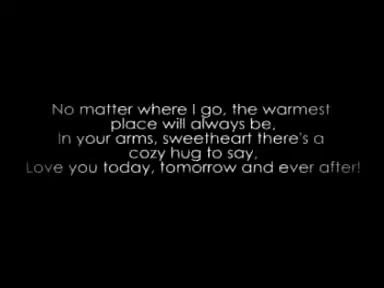 No matter where I go, the warmest
place will always be,
In your arms, sweetheart there's a
cozy hug to say,
Love you today, tomorrow and ever after!